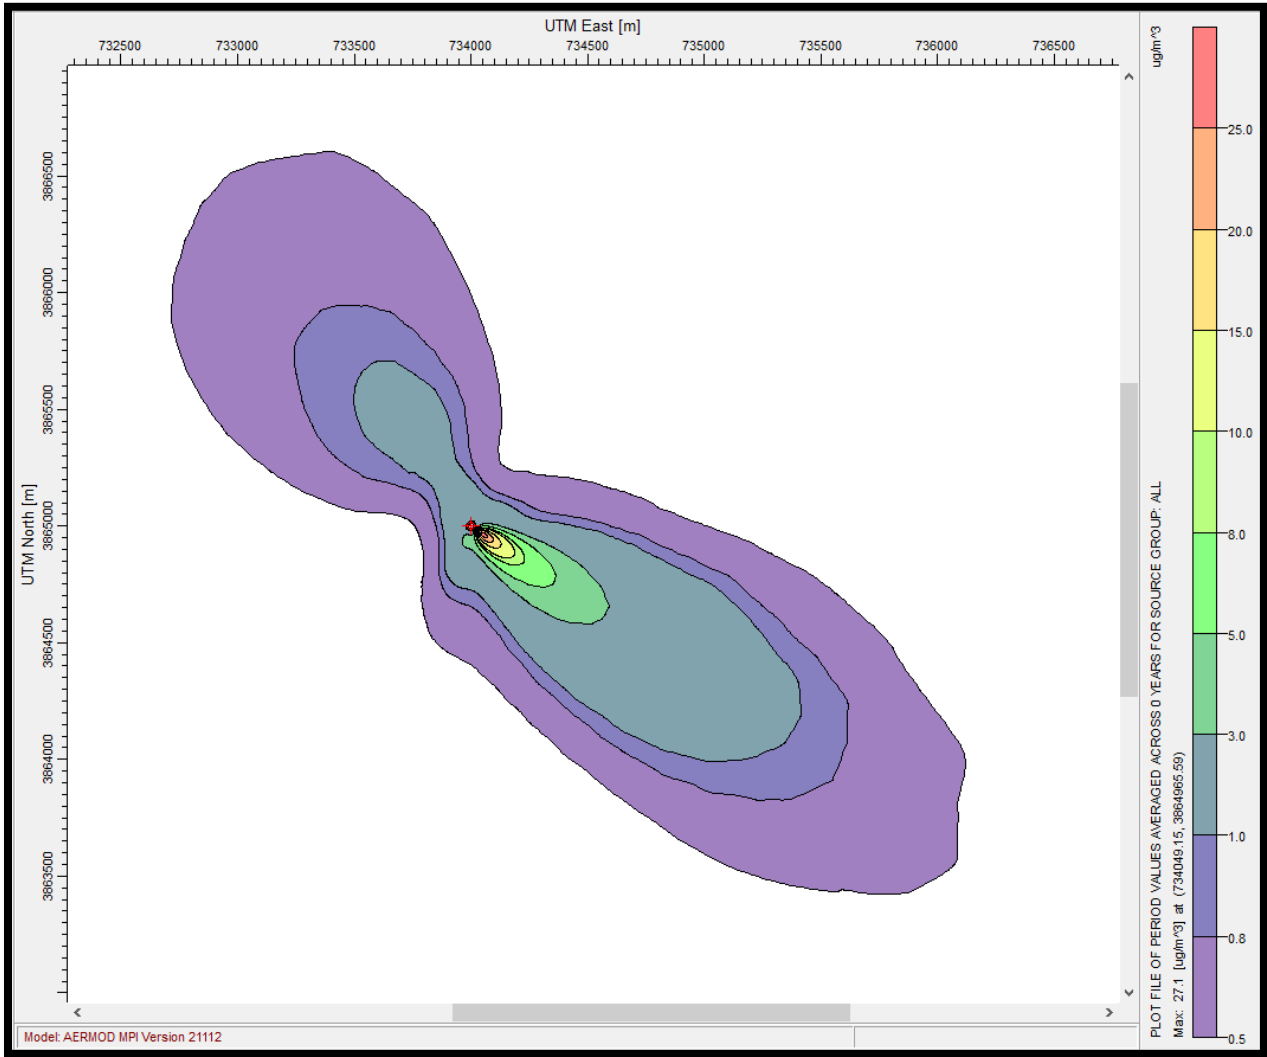 UTM East [m]
732500 733000 733500 734000 734500 735000 735500 736000 736500
UTM North [m]
3866500
3866000
3865500
3865000
3864500
3864000
3863500
ug/m^3
25.0
20.0
15.0
10.0
8.0
5.0
3.0
1.0
0.8
0.5
PLOT FILE OF PERIOD VALUES AVERAGED ACROSS 0 YEARS FOR SOURCE GROUP: ALL
Max: 27.1 [ug/m^3] at (734049.15, 3864965.59)
Model: AERMOD MPI Version 21112